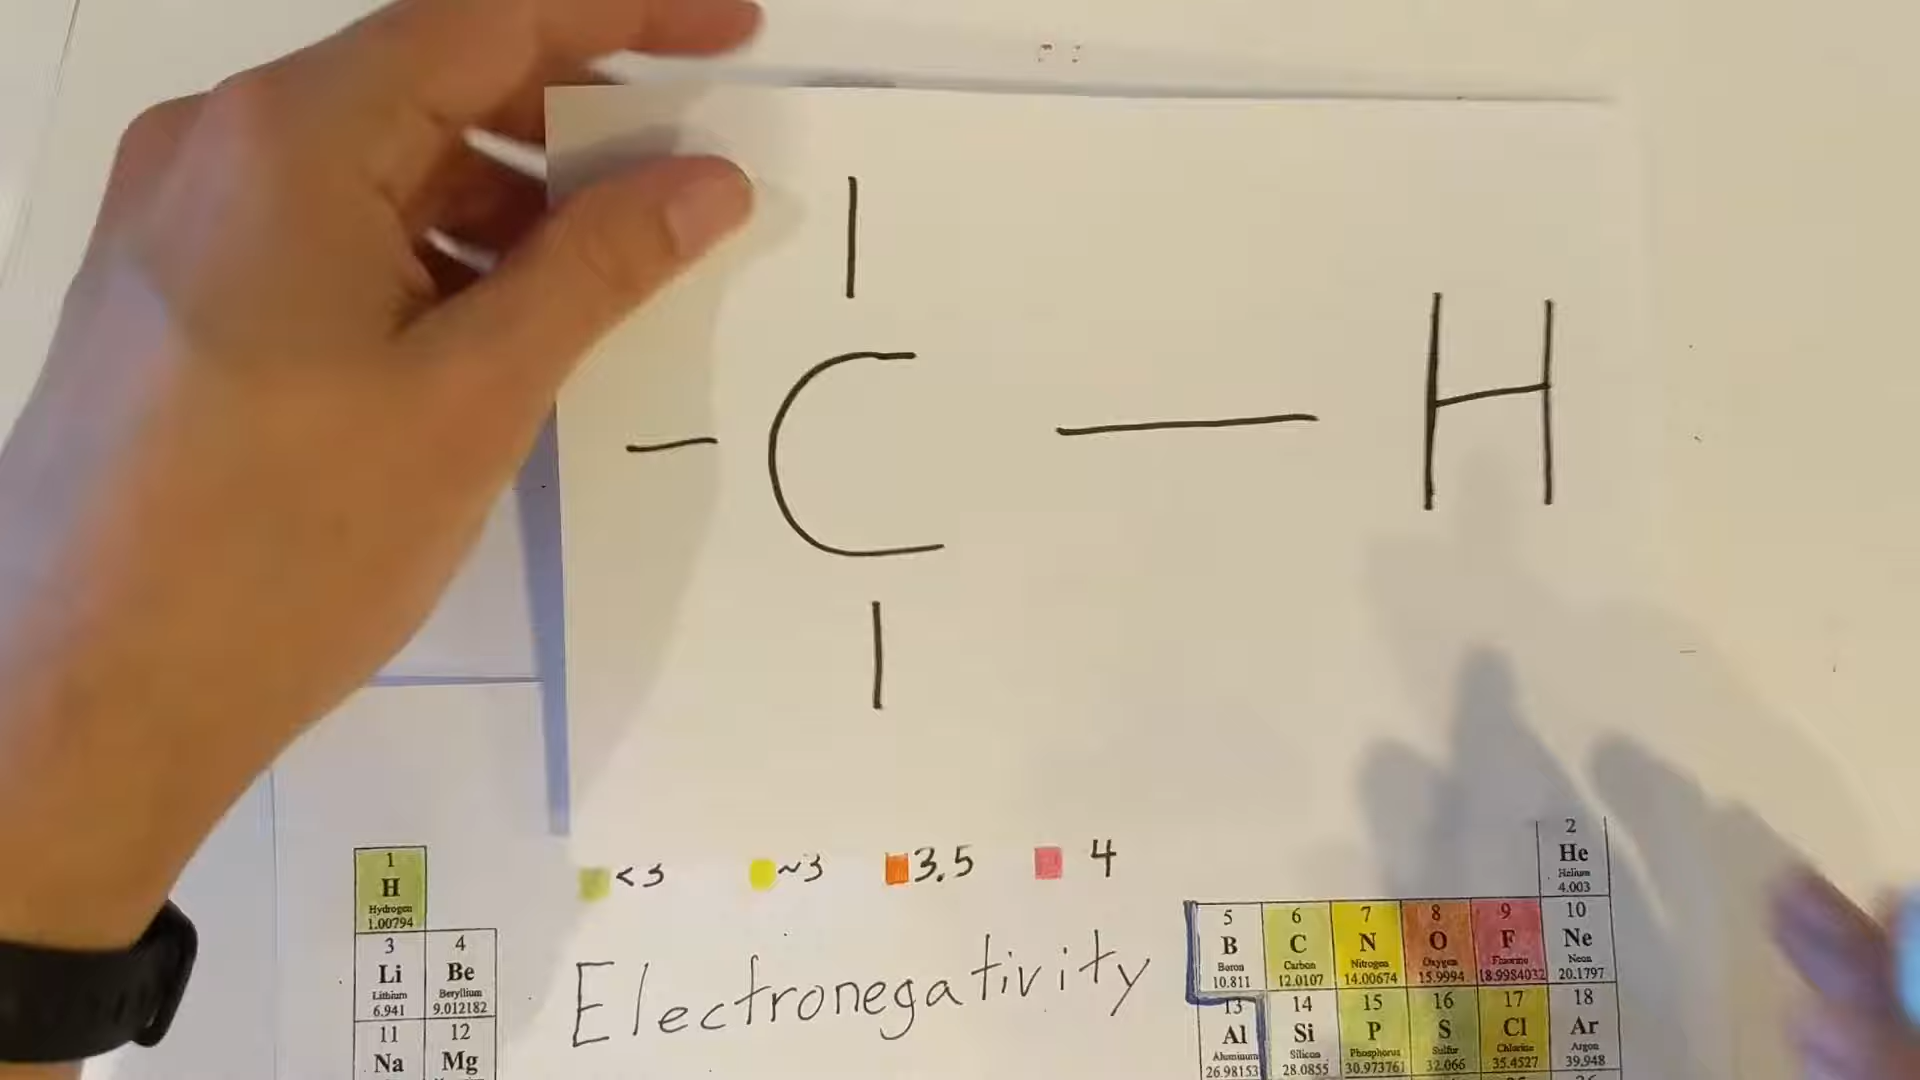 C — H
<3 ~3 3.5 4
Electronegativity
1
H
Hydrogen
1.00794
3
Li
Lithium
6.941
4
Be
Beryllium
9.012182
11
Na
12
Mg
2
He
Helium
4.003
5
B
Boron
10.811
6
C
Carbon
12.0107
7
N
Nitrogen
14.00674
8
O
Oxygen
15.9994
9
F
Fluorine
18.9984032
10
Ne
Neon
20.1797
13
Al
Aluminum
26.98153
14
Si
Silicon
28.0855
15
P
Phosphorus
30.973761
16
S
Sulfur
32.066
17
Cl
Chlorine
35.4527
18
Ar
Argon
39.948